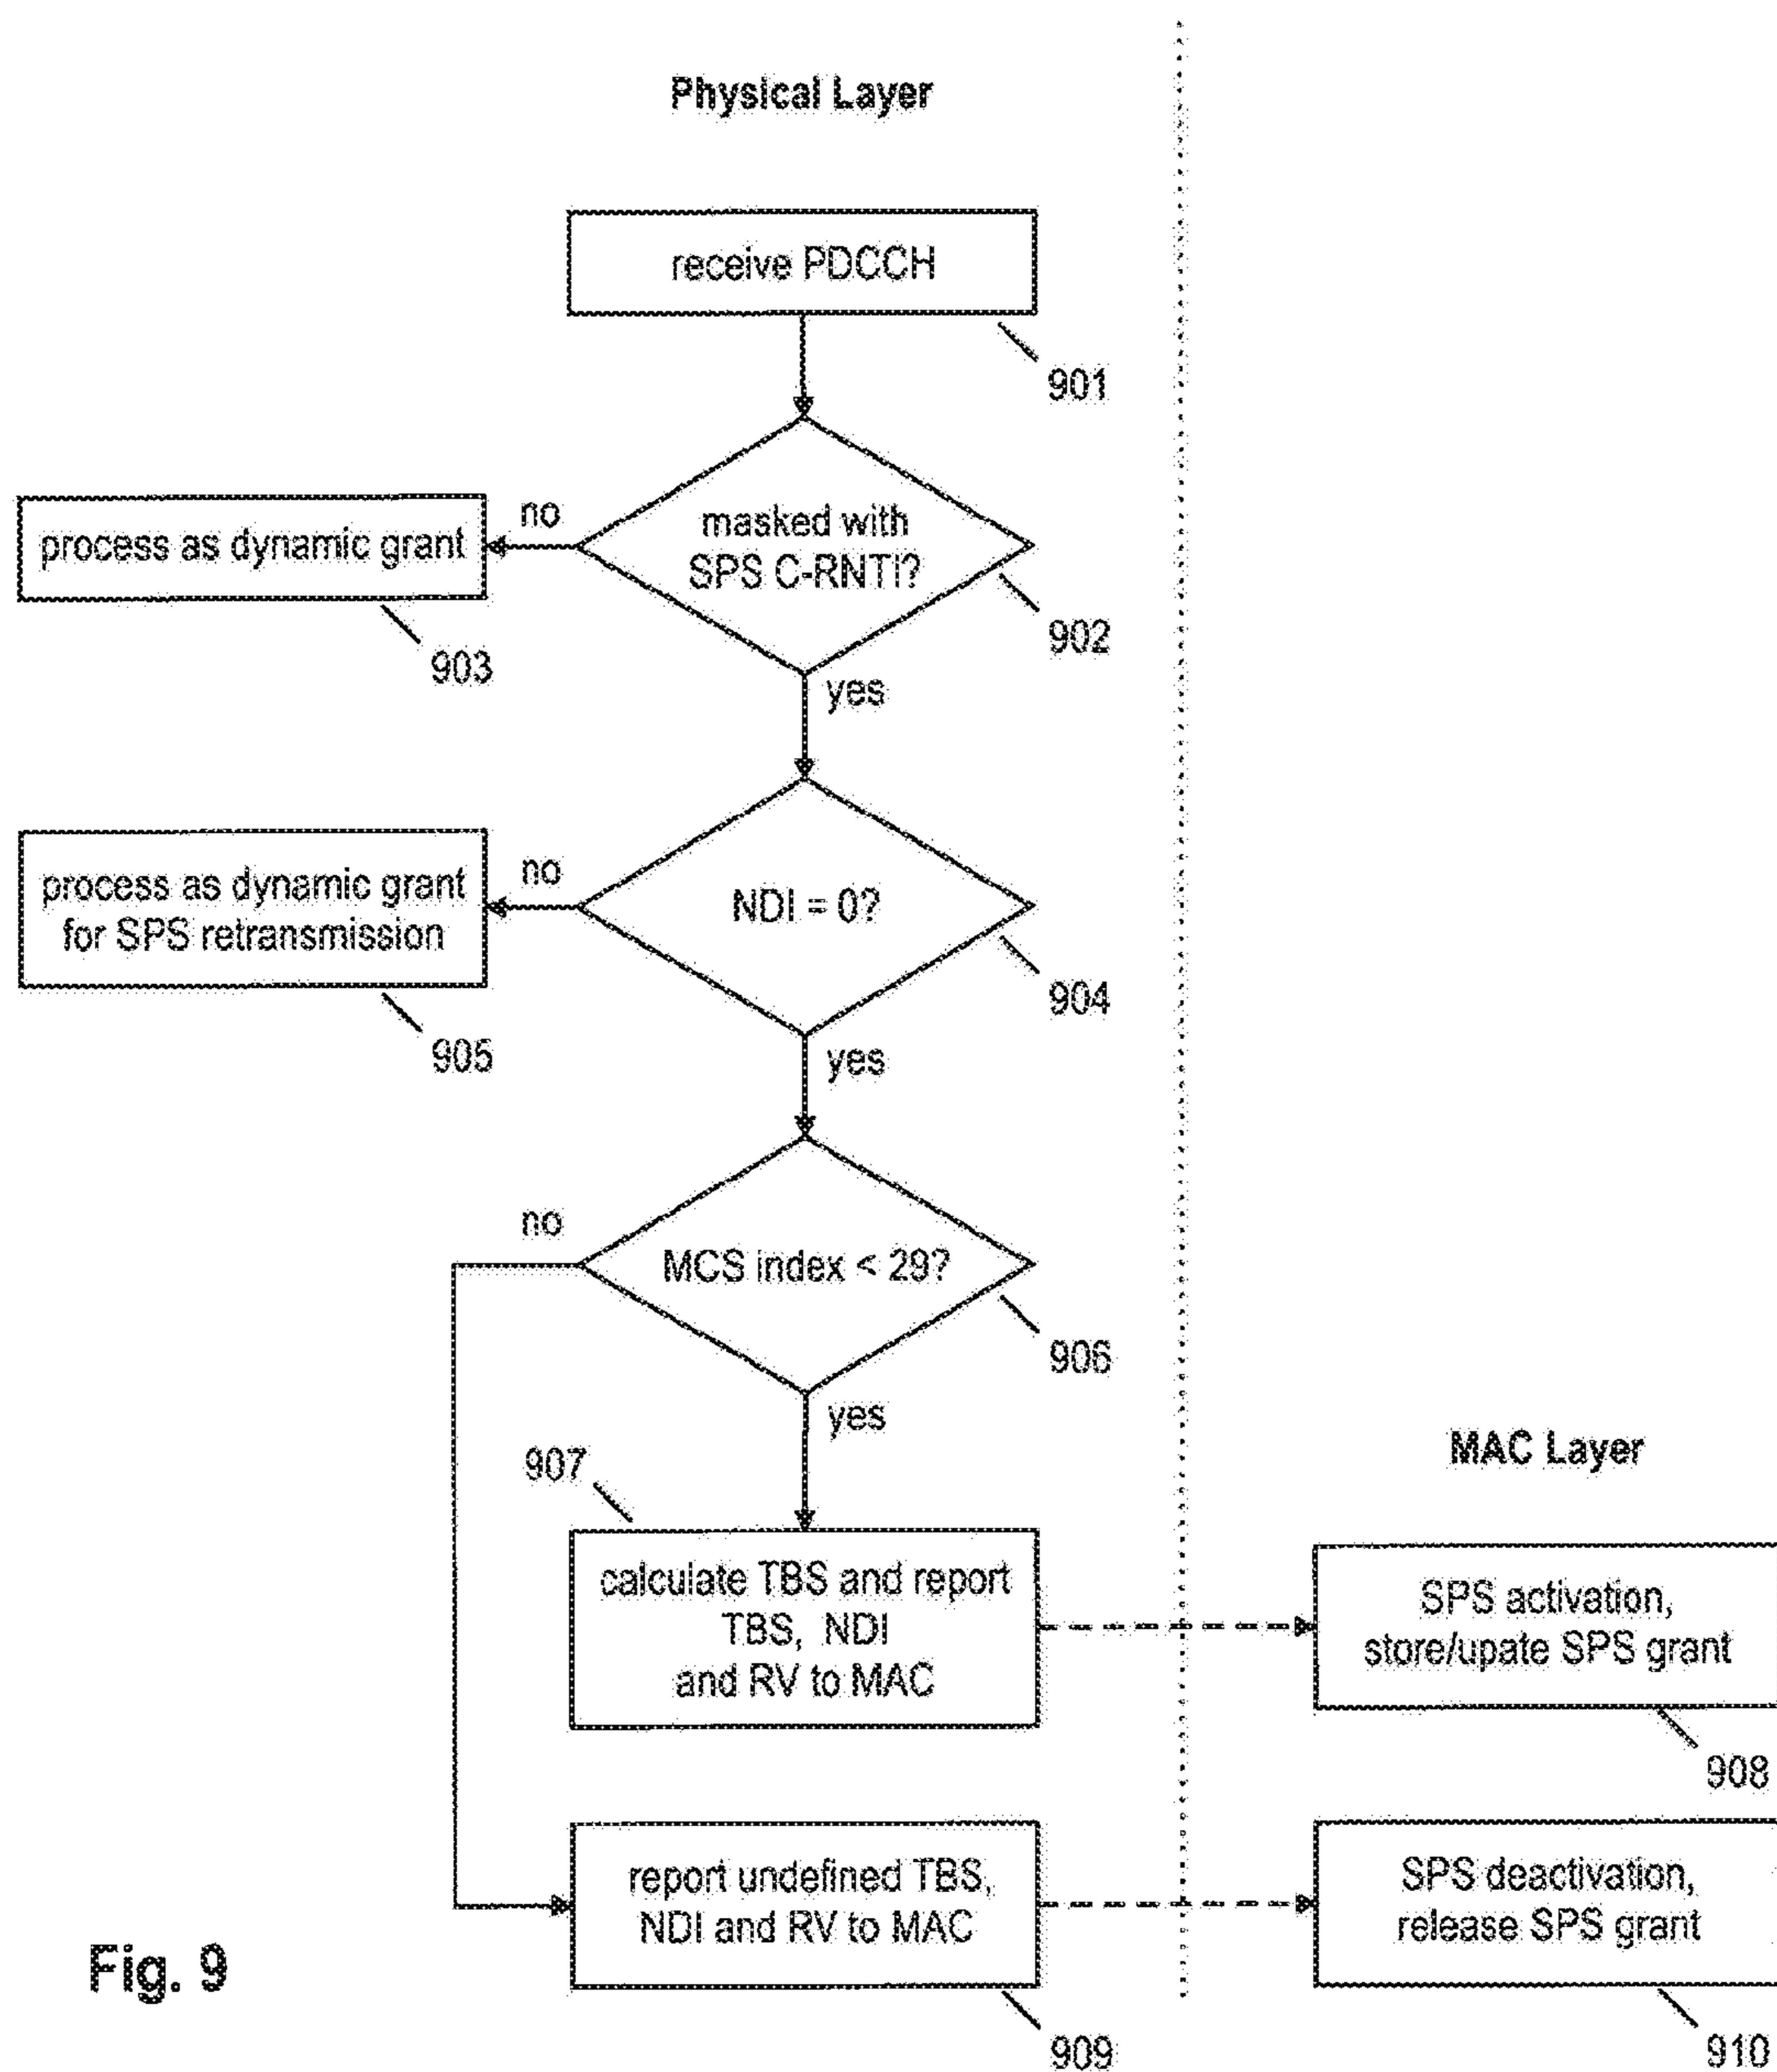 Physical Layer
receive PDCCH
901
masked with
SPS C-RNTI?
902
no
process as dynamic grant
903
yes
NDI = 0?
904
no
process as dynamic grant
for SPS retransmission
905
yes
MCS index < 29?
906
no
yes
907
calculate TBS and report
TBS, NDI
and RV to MAC
MAC Layer
SPS activation,
store/upate SPS grant
908
report undefined TBS,
NDI and RV to MAC
909
SPS deactivation,
release SPS grant
910
Fig. 9